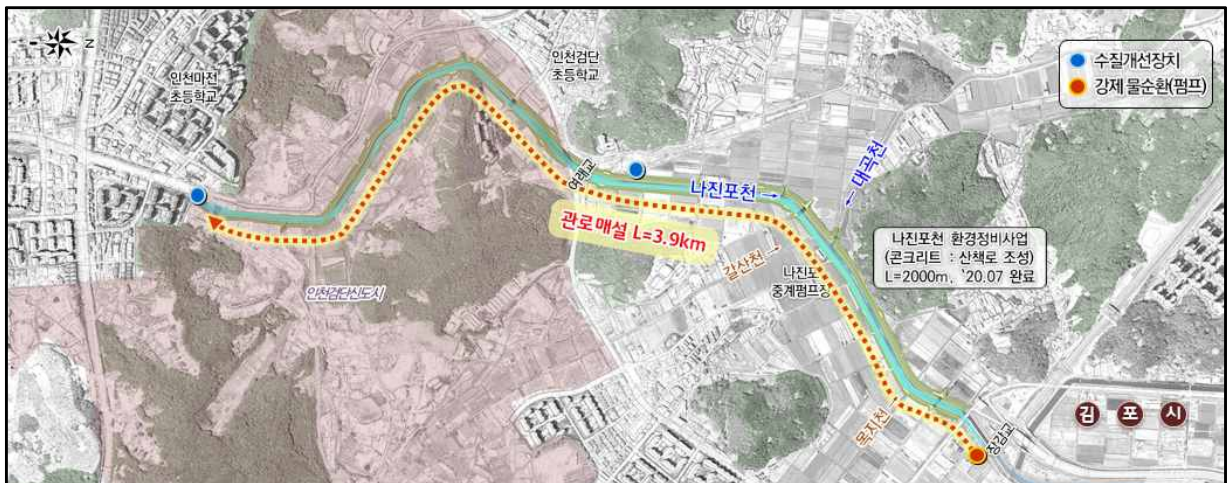 Z
인천마전
초등학교
인천검단
초등학교
수질개선장치
강제 물순환(펌프)
여래교
나진포천 →
← 대곡천
관로매설 L=3.9km
갈산천 →
나진포
중계펌프장
나진포천 환경정비사업
(콘크리트 : 산책로 조성)
L=2000m, '20.07 완료
인천검단신도시
목지천 →
장감교
김 포 시